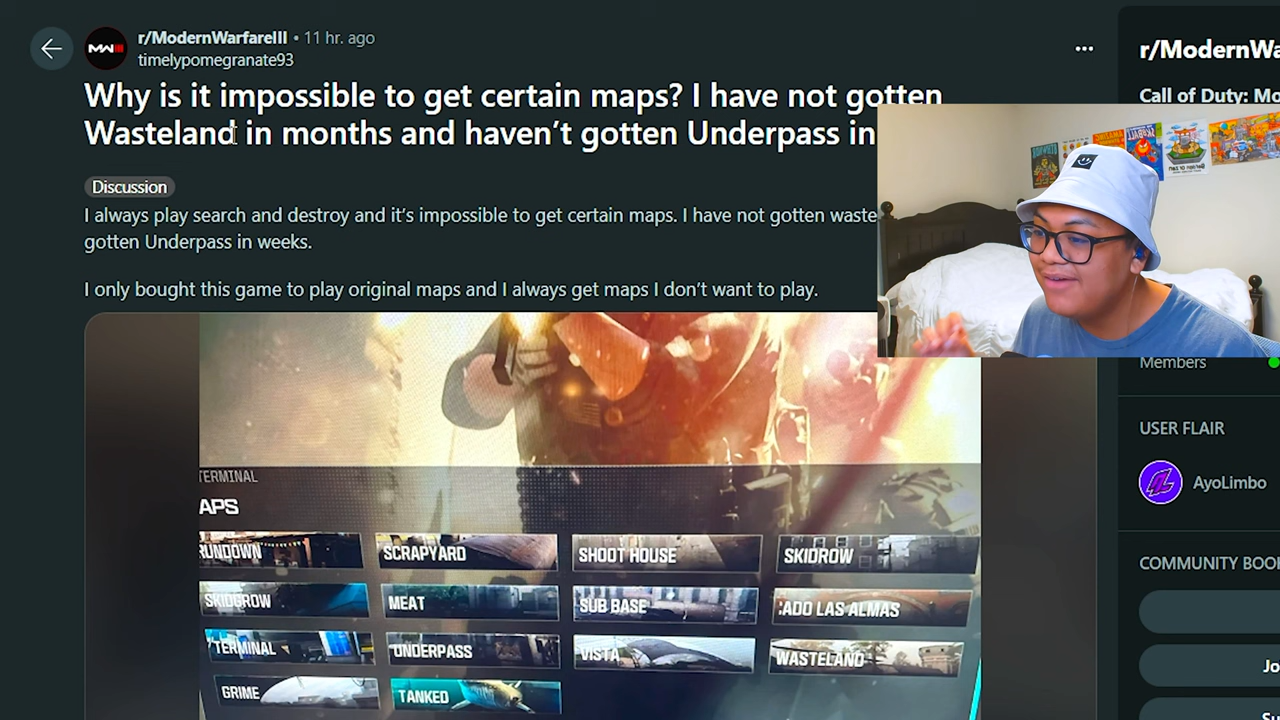 r/ModernWarfareIII • 11 hr. ago
timelypomegranate93
Why is it impossible to get certain maps? I have not gotten
Wasteland in months and haven't gotten Underpass in
Discussion
I always play search and destroy and it's impossible to get certain maps. I have not gotten waste
gotten Underpass in weeks.
I only bought this game to play original maps and I always get maps I don't want to play.
TERMINAL
APS
RUNDOWN
SCRAPYARD
SHOOT HOUSE
SKIDROW
SKIDGROW
MEAT
SUB BASE
ADO LAS ALMAS
TERMINAL
UNDERPASS
VISTA
WASTELAND
GRIME
TANKED
r/ModernWa
Call of Duty: Mo
Members
USER FLAIR
AyoLimbo
COMMUNITY BOO
Jo